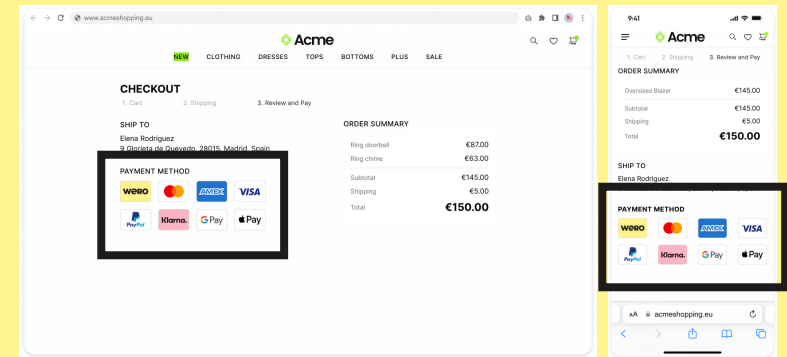 www.acmeshopping.eu
Acme
NEW CLOTHING DRESSES TOPS BOTTOMS PLUS SALE
CHECKOUT
1. Cart 2. Shipping 3. Review and Pay
SHIP TO
Elena Rodriguez
9 Glorieta de Quevedo, 28015, Madrid, Spain
PAYMENT METHOD
wero AMEX VISA
PayPal Klarna. G Pay Pay
ORDER SUMMARY
Ring doorbell €87.00
Ring chime €63.00
Subtotal €145.00
Shipping €5.00
Total €150.00
9:41
Acme
1. Cart 2. Shipping 3. Review and Pay
ORDER SUMMARY
Oversized Blazer €145.00
Subtotal €145.00
Shipping €5.00
Total €150.00
SHIP TO
Elena Rodriguez
PAYMENT METHOD
wero AMEX VISA
PayPal Klarna. G Pay Pay
AA acmeshopping.eu